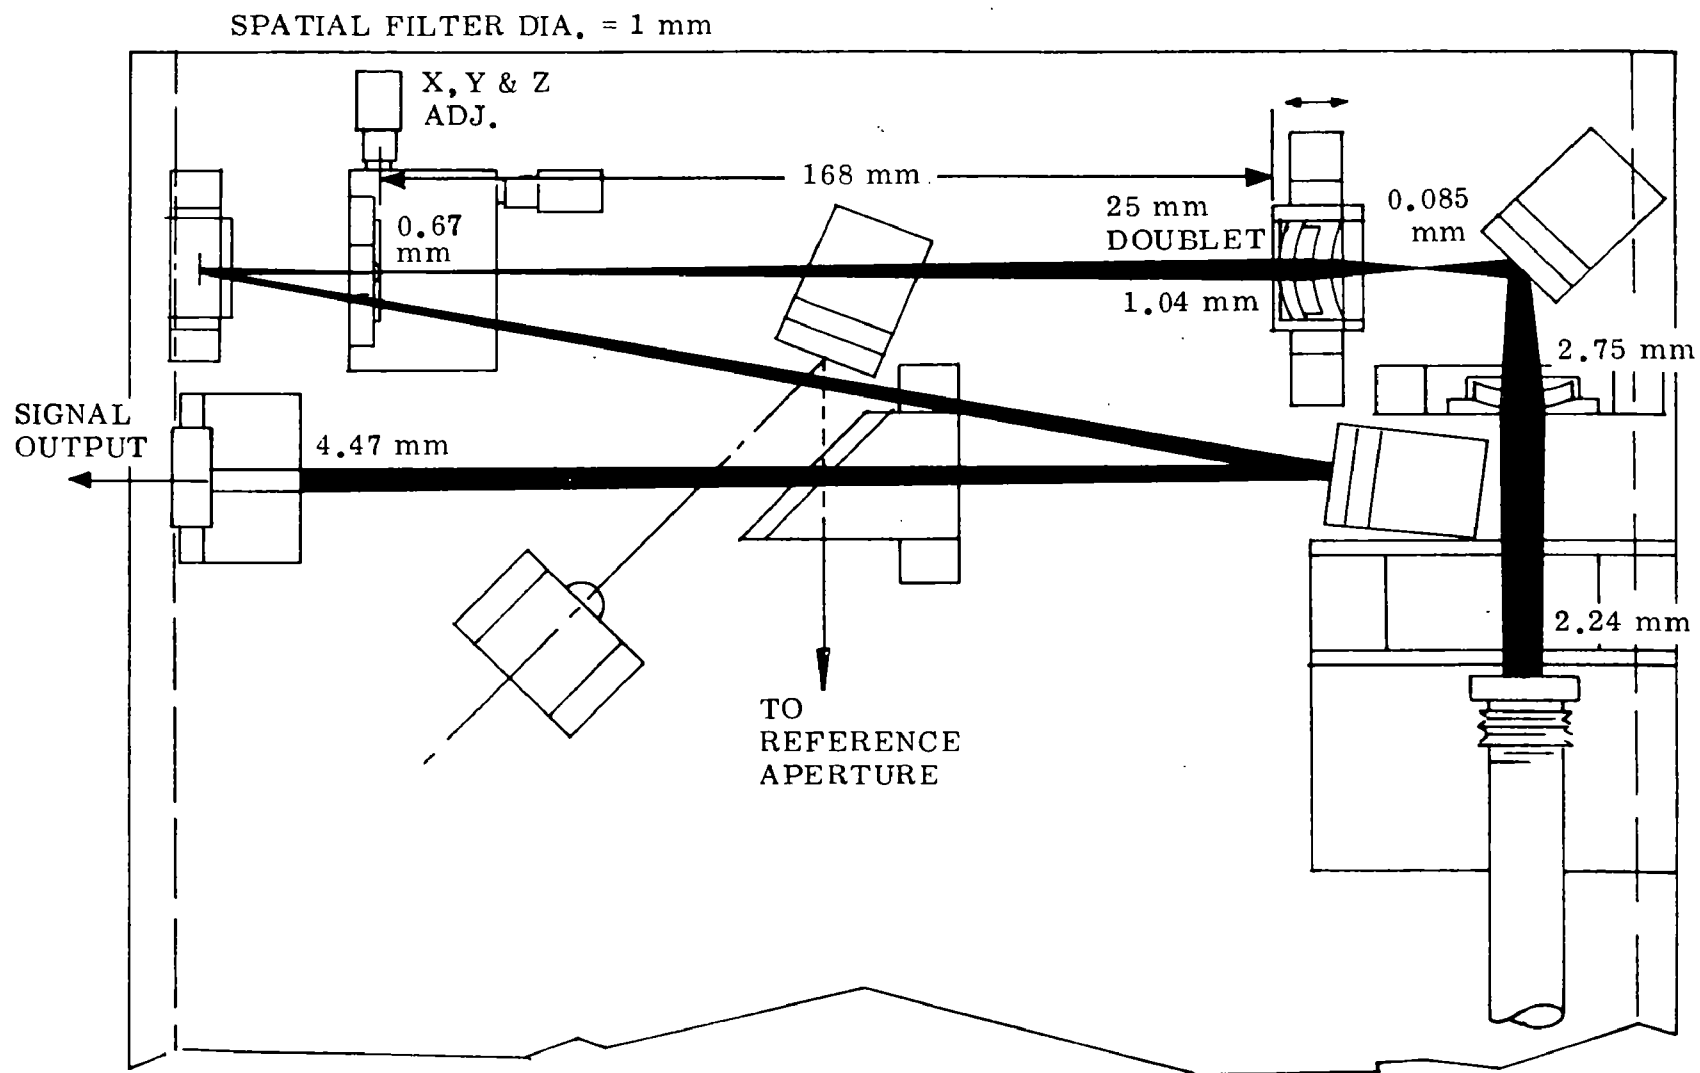 SPATIAL FILTER DIA. = 1 mm
X, Y & Z
ADJ.
168 mm
0.67
mm
25 mm
DOUBLET
0.085
mm
1.04 mm
2.75 mm
SIGNAL
OUTPUT
4.47 mm
2.24 mm
TO
REFERENCE
APERTURE